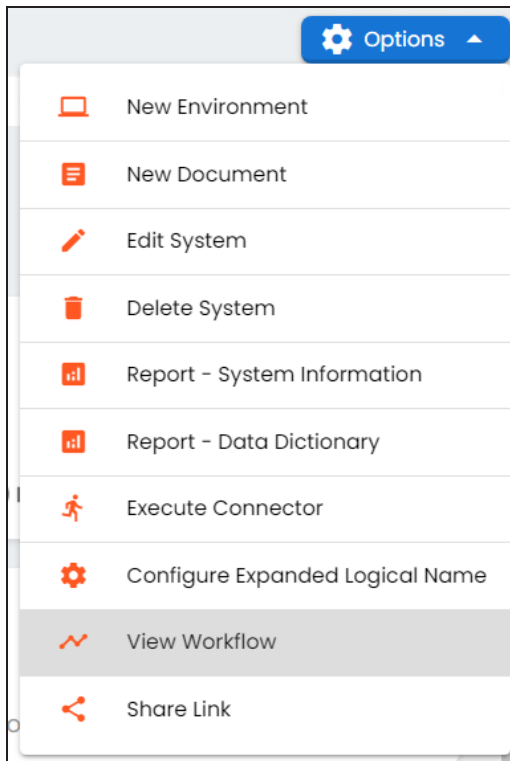 Options
New Environment
New Document
Edit System
Delete System
Report - System Information
Report - Data Dictionary
Execute Connector
Configure Expanded Logical Name
View Workflow
Share Link